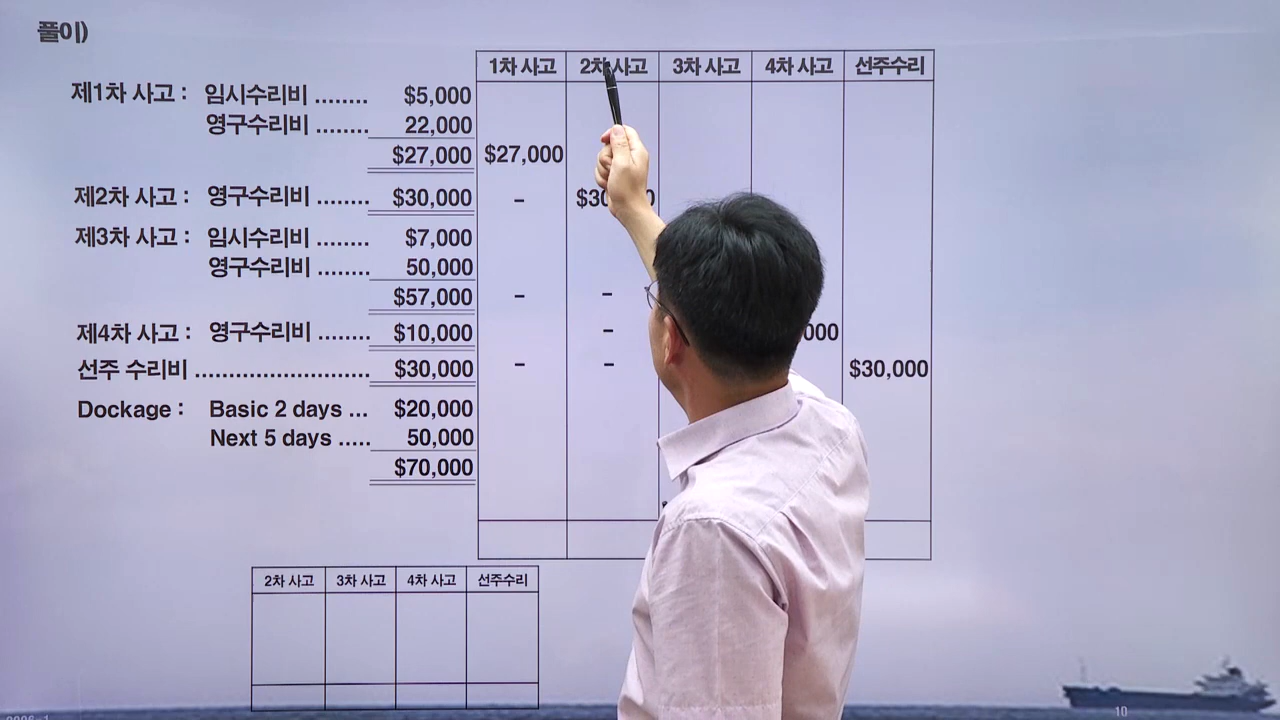 풀이)
1차 사고 2차 사고 3차 사고 4차 사고 선주수리
제1차 사고 : 임시수리비 ........ $5,000
영구수리비 ........ 22,000
$27,000 $27,000
제2차 사고 : 영구수리비 ........ $30,000 -
제3차 사고 : 임시수리비 ........ $7,000
영구수리비 ........ 50,000
$57,000 - -
제4차 사고 : 영구수리비 ........ $10,000 -
선주 수리비 .............................. $30,000 - - $30,000
Dockage : Basic 2 days ... $20,000
Next 5 days ..... 50,000
$70,000
2차 사고 3차 사고 4차 사고 선주수리
10